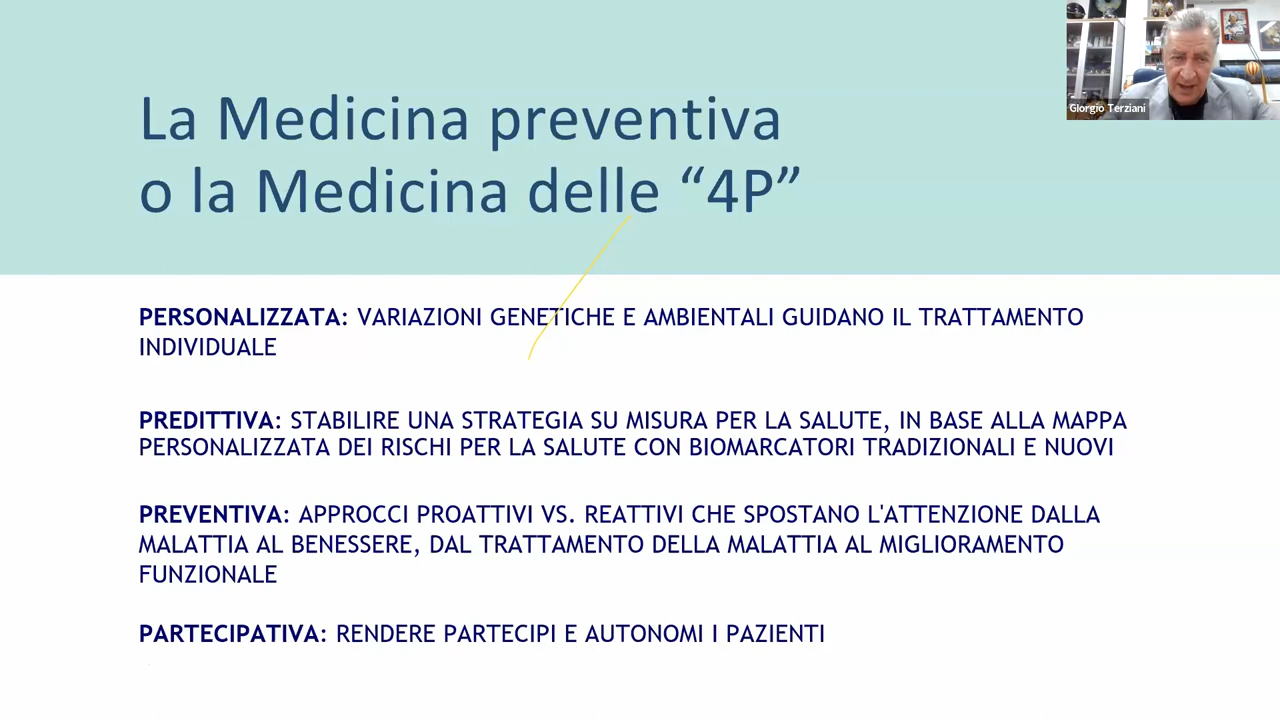 La Medicina preventiva
o la Medicina delle “4P”
Giorgio Terziani
PERSONALIZZATA: VARIAZIONI GENETICHE E AMBIENTALI GUIDANO IL TRATTAMENTO
INDIVIDUALE
PREDITTIVA: STABILIRE UNA STRATEGIA SU MISURA PER LA SALUTE, IN BASE ALLA MAPPA
PERSONALIZZATA DEI RISCHI PER LA SALUTE CON BIOMARCATORI TRADIZIONALI E NUOVI
PREVENTIVA: APPROCCI PROATTIVI VS. REATTIVI CHE SPOSTANO L'ATTENZIONE DALLA
MALATTIA AL BENESSERE, DAL TRATTAMENTO DELLA MALATTIA AL MIGLIORAMENTO
FUNZIONALE
PARTECIPATIVA: RENDERE PARTECIPI E AUTONOMI I PAZIENTI